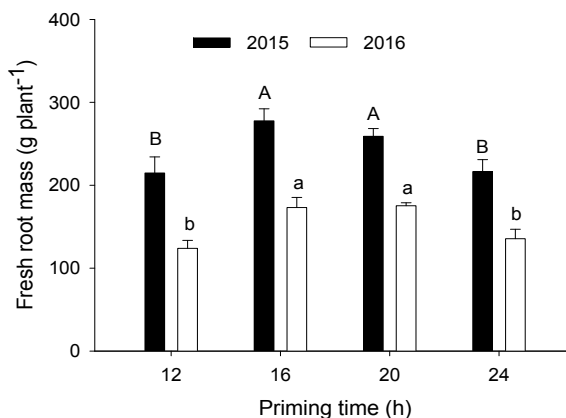 400
2015 2016
A
300
A
B
B
200
a
a
b
b
100
0
12 16 20 24
Priming time (h)
Fresh root mass (g plant⁻¹)